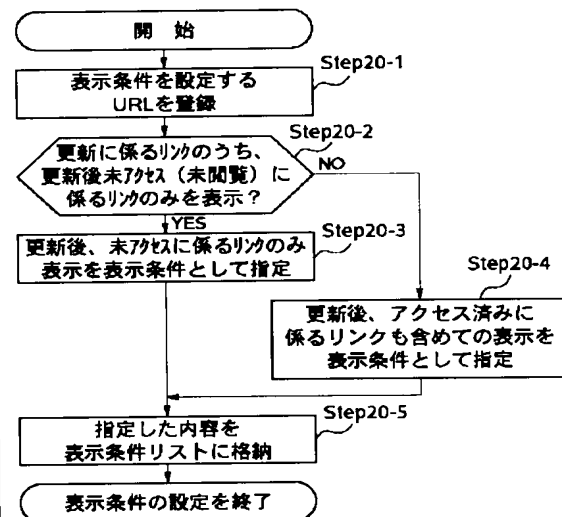 開 始
Step20-1
表示条件を設定する
URLを登録
Step20-2
更新に係るリンクのうち、
更新後未アクセス（未閲覧）に
係るリンクのみを表示？
NO
YES
Step20-3
更新後、未アクセスに係るリンクのみ
表示を表示条件として指定
Step20-4
更新後、アクセス済みに
係るリンクも含めての表示を
表示条件として指定
Step20-5
指定した内容を
表示条件リストに格納
表示条件の設定を終了